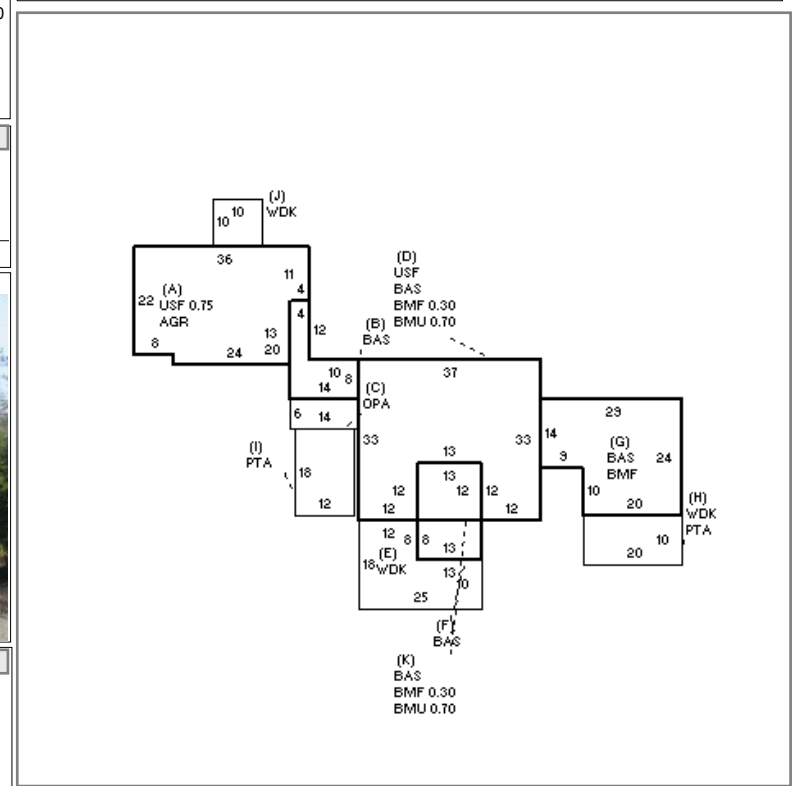 0
(J)
WDK
10
10
36
(D)
USF
BAS
BMF 0.30
BMU 0.70
11
4
22
(A)
USF 0.75
AGR
4
12
13
(B)
BAS
8
24
20
10
8
37
14
(C)
OPA
29
6
14
33
33
14
(G)
BAS
BMF
24
(I)
PTA
13
9
18
13
12
12
12
10
(H)
WDK
PTA
12
12
12
20
12
8
8
13
20
10
(E)
WDK
18
13
10
25
(F)
BAS
(K)
BAS
BMF 0.30
BMU 0.70